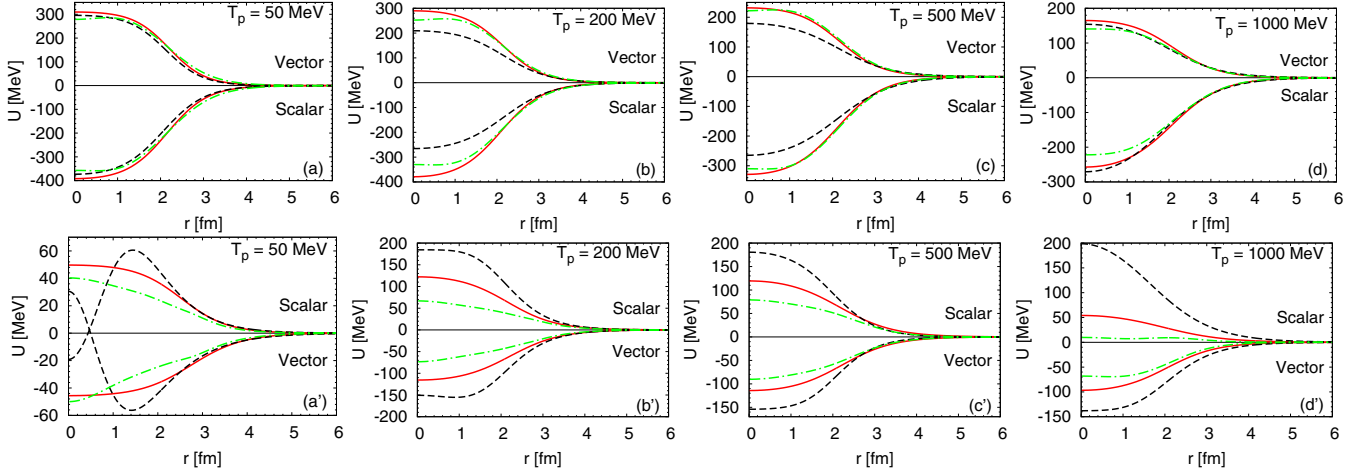 T_p = 50 MeV
300
200
100
0
-100
-200
-300
-400
U [MeV]
Vector
Scalar
(a)
0 1 2 3 4 5 6
r [fm]
T_p = 200 MeV
300
200
100
0
-100
-200
-300
-400
U [MeV]
Vector
Scalar
(b)
0 1 2 3 4 5 6
r [fm]
T_p = 500 MeV
200
100
0
-100
-200
-300
U [MeV]
Vector
Scalar
(c)
0 1 2 3 4 5 6
r [fm]
T_p = 1000 MeV
200
100
0
-100
-200
-300
U [MeV]
Vector
Scalar
(d)
0 1 2 3 4 5 6
r [fm]
T_p = 50 MeV
60
40
20
0
-20
-40
-60
U [MeV]
Scalar
Vector
(a')
0 1 2 3 4 5 6
r [fm]
T_p = 200 MeV
200
150
100
50
0
-50
-100
-150
-200
U [MeV]
Scalar
Vector
(b')
0 1 2 3 4 5 6
r [fm]
T_p = 500 MeV
200
150
100
50
0
-50
-100
-150
U [MeV]
Scalar
Vector
(c')
0 1 2 3 4 5 6
r [fm]
T_p = 1000 MeV
200
150
100
50
0
-50
-100
-150
U [MeV]
Scalar
Vector
(d')
0 1 2 3 4 5 6
r [fm]